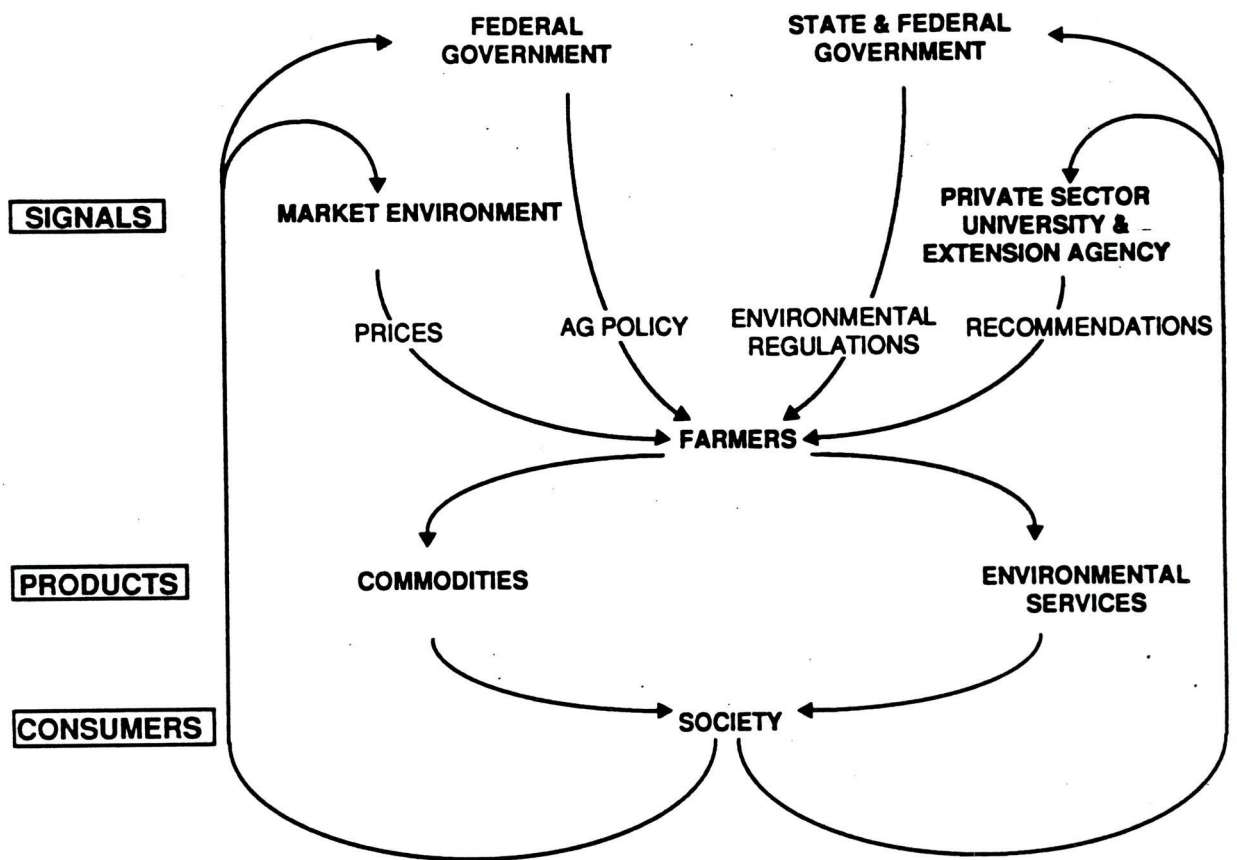 FEDERAL
GOVERNMENT
STATE & FEDERAL
GOVERNMENT
SIGNALS
MARKET ENVIRONMENT
PRIVATE SECTOR
UNIVERSITY &
EXTENSION AGENCY
PRICES
AG POLICY
ENVIRONMENTAL
REGULATIONS
RECOMMENDATIONS
FARMERS
PRODUCTS
COMMODITIES
ENVIRONMENTAL
SERVICES
CONSUMERS
SOCIETY